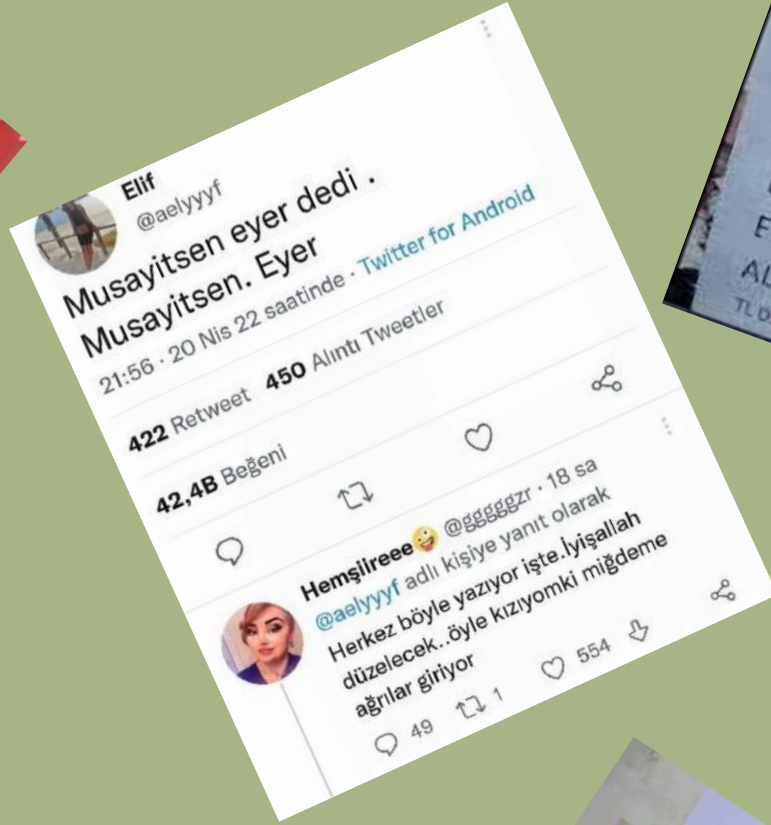 Elif
@aelyyyf
Musayitsen eyer dedi .
Musayitsen. Eyer
21:56 · 20 Nis 22 saatinde · Twitter for Android
422 Retweet 450 Alıntı Tweetler
42,4B Beğeni
Hemşiireee🤪 @gggggzr · 18 sa
@aelyyyf adlı kişiye yanıt olarak
Herkez böyle yazıyor işte.İyişallah
düzelecek..öyle kızıyomki miğdeme
ağrılar giriyor
49 1 554